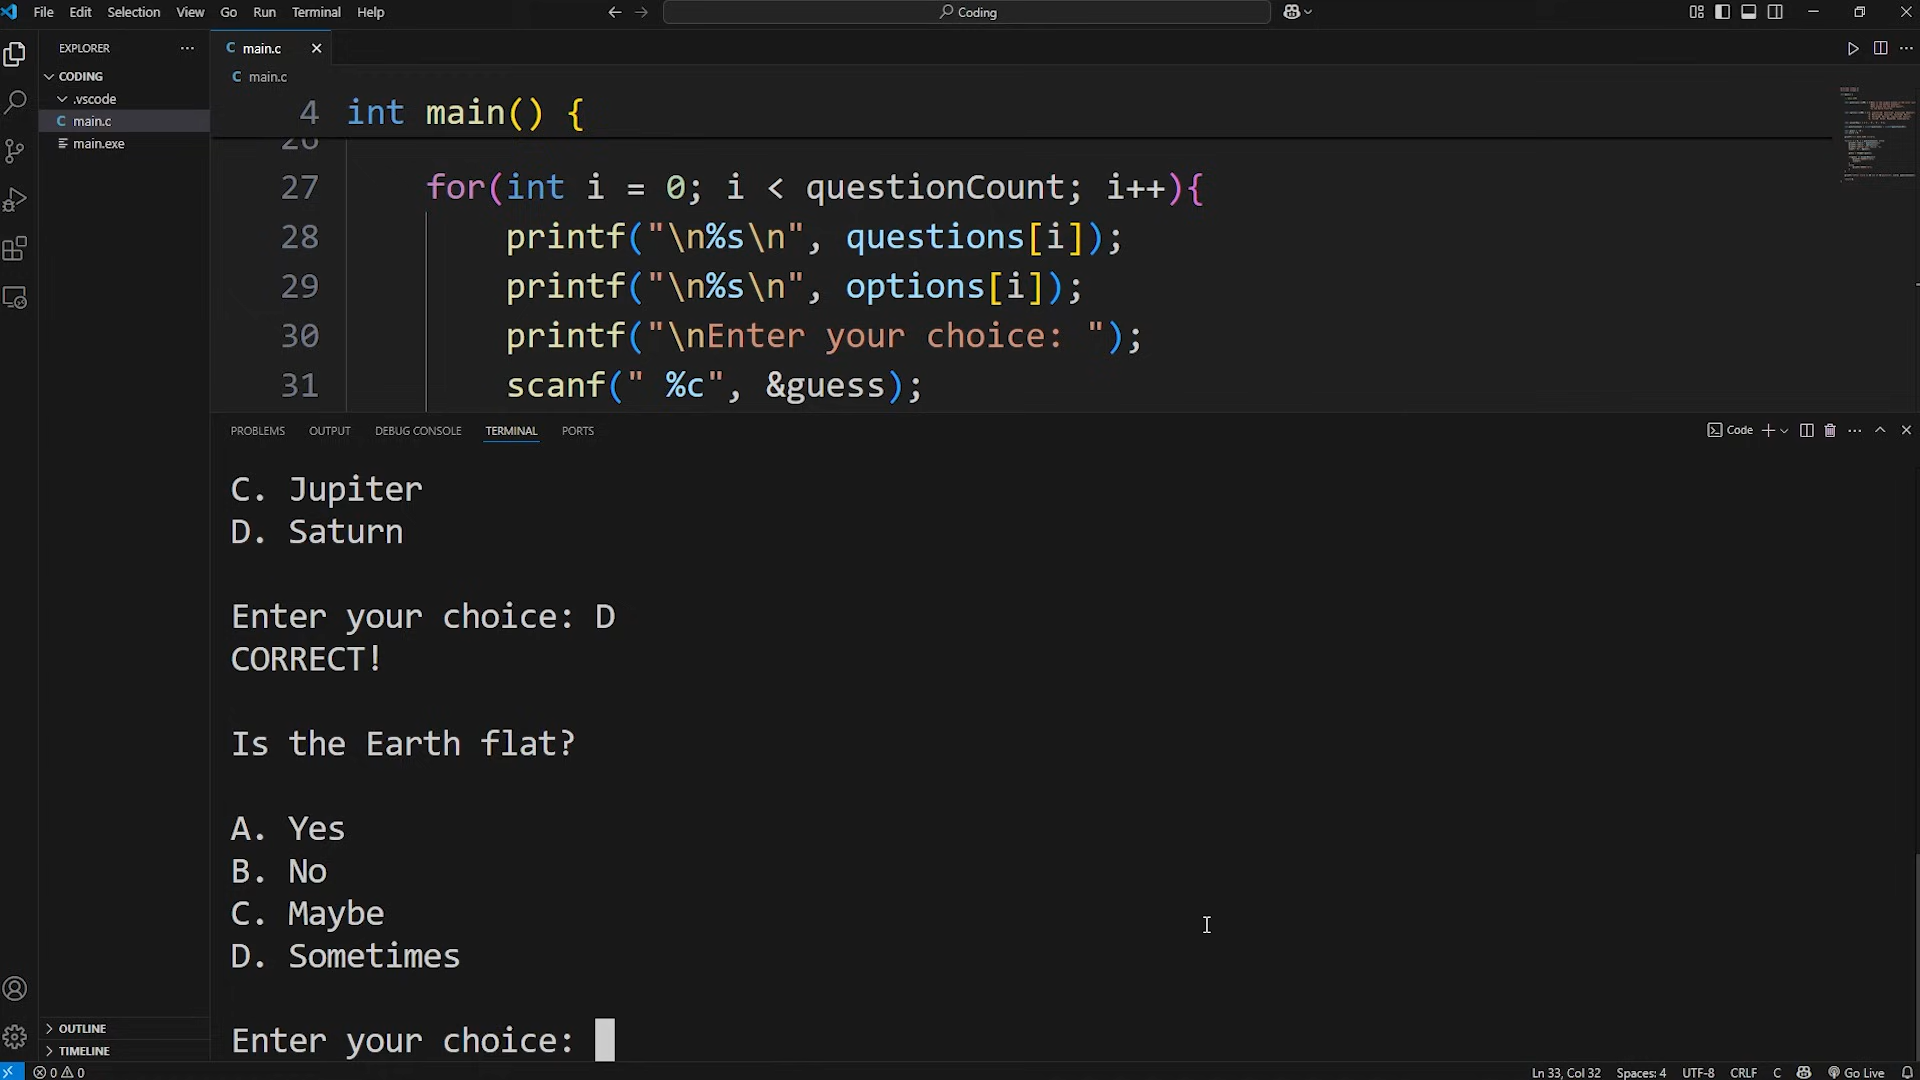 File Edit Selection View Go Run Terminal Help
Coding
EXPLORER
CODING
.vscode
C main.c
main.exe
OUTLINE
TIMELINE
C main.c
C main.c
4 int main() {
26
27 for(int i = 0; i < questionCount; i++){
28 printf("\n%s\n", questions[i]);
29 printf("\n%s\n", options[i]);
30 printf("\nEnter your choice: ");
31 scanf(" %c", &guess);
PROBLEMS OUTPUT DEBUG CONSOLE TERMINAL PORTS
Code
C. Jupiter
D. Saturn
Enter your choice: D
CORRECT!
Is the Earth flat?
A. Yes
B. No
C. Maybe
D. Sometimes
Enter your choice:
0 0
Ln 33, Col 32 Spaces: 4 UTF-8 CRLF C Go Live